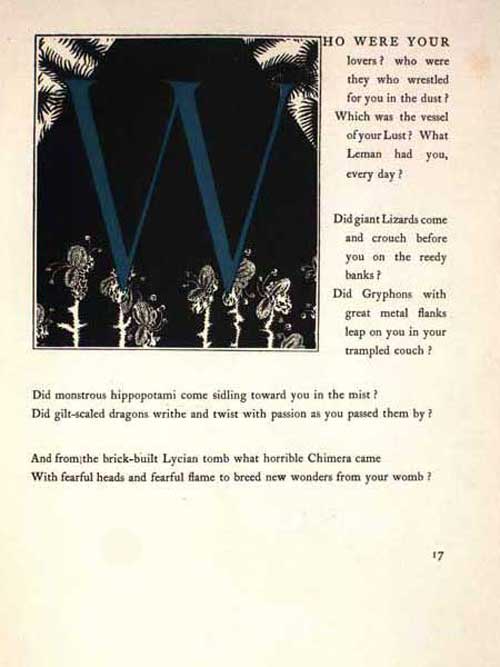 WHO WERE YOUR
lovers? who were
they who wrestled
for you in the dust?
Which was the vessel
of your Lust? What
Leman had you,
every day?
Did giant Lizards come
and crouch before
you on the reedy
banks?
Did Gryphons with
great metal flanks
leap on you in your
trampled couch?
Did monstrous hippopotami come sidling toward you in the mist?
Did gilt-scaled dragons writhe and twist with passion as you passed them by?
And from the brick-built Lycian tomb what horrible Chimera came
With fearful heads and fearful flame to breed new wonders from your womb?
17